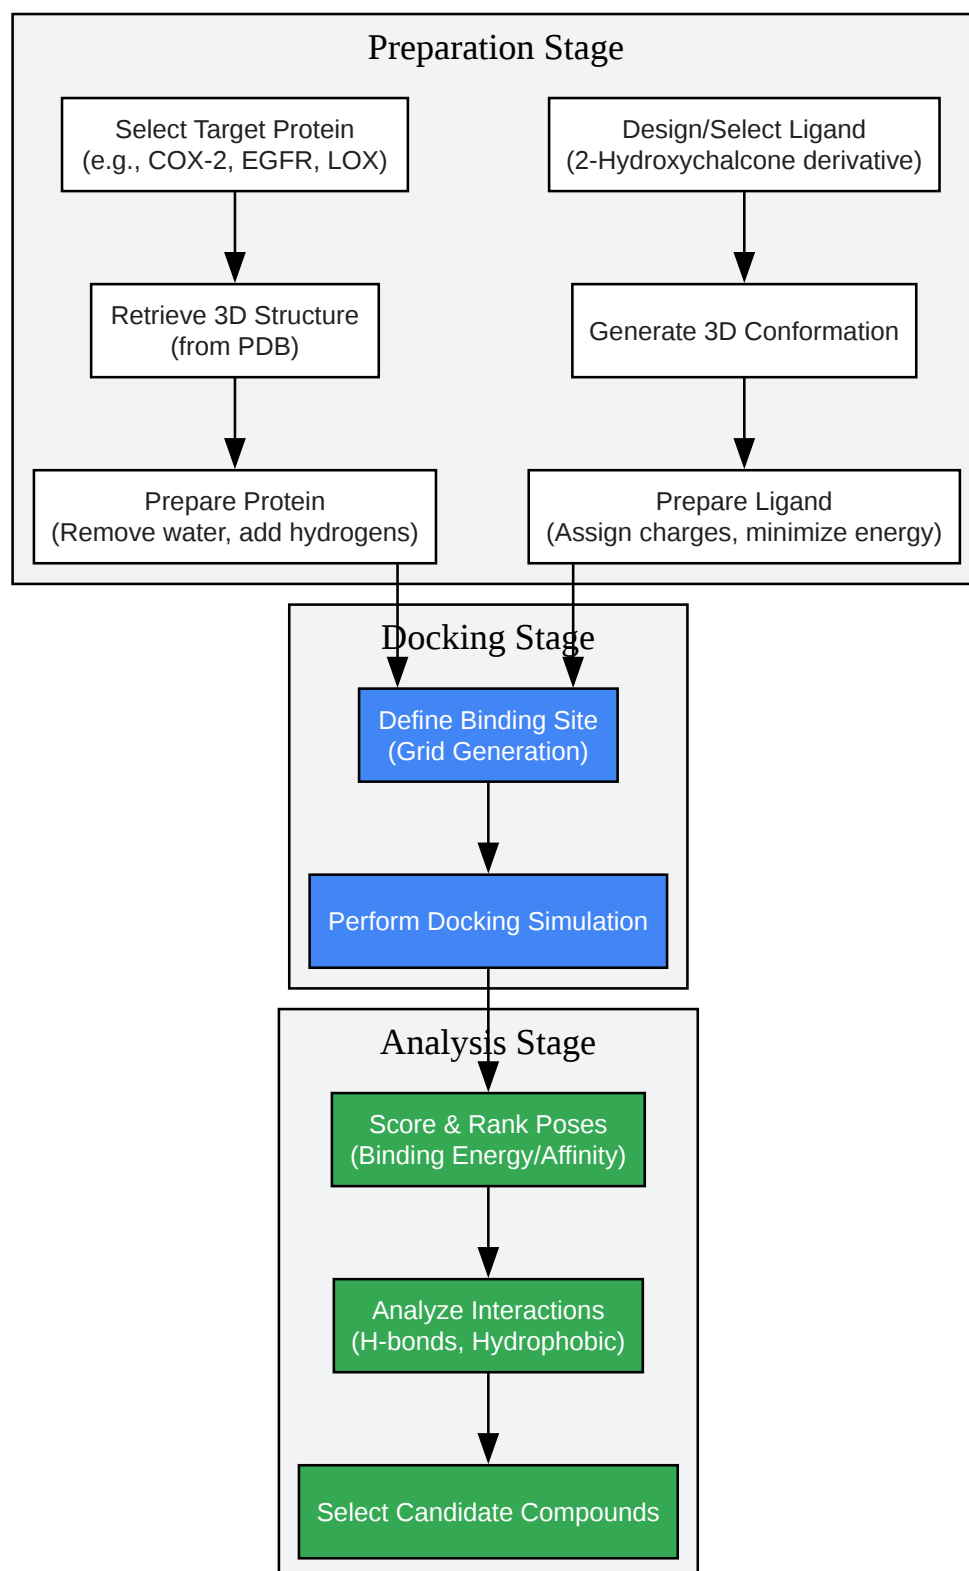 Preparation Stage
Select Target Protein
(e.g., COX-2, EGFR, LOX)
Design/Select Ligand
(2-Hydroxychalcone derivative)
Retrieve 3D Structure
(from PDB)
Generate 3D Conformation
Prepare Protein
(Remove water, add hydrogens)
Prepare Ligand
(Assign charges, minimize energy)
Docking Stage
Define Binding Site
(Grid Generation)
Perform Docking Simulation
Analysis Stage
Score & Rank Poses
(Binding Energy/Affinity)
Analyze Interactions
(H-bonds, Hydrophobic)
Select Candidate Compounds